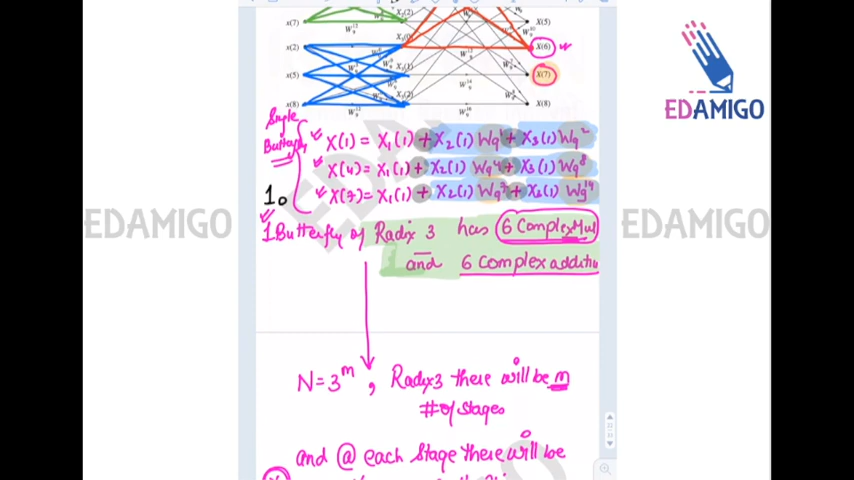 x(7)
X(5)
x(2)
X(6)
x(5)
X(7)
x(8)
X(8)
EDAMIGO
Single
Butterfly
X(1) = X1(1) + X2(1) W9^1 + X3(1) W9^2
X(4) = X1(1) + X2(1) W9^4 + X3(1) W9^8
X(7) = X1(1) + X2(1) W9^7 + X3(1) W9^14
1.
EDAMIGO
EDAMIGO
1 Butterfly of Radix 3 has 6 Complex Mul
and 6 Complex additi
N=3^m, Radix3 there will be m
# of stages
and @ each stage there will be